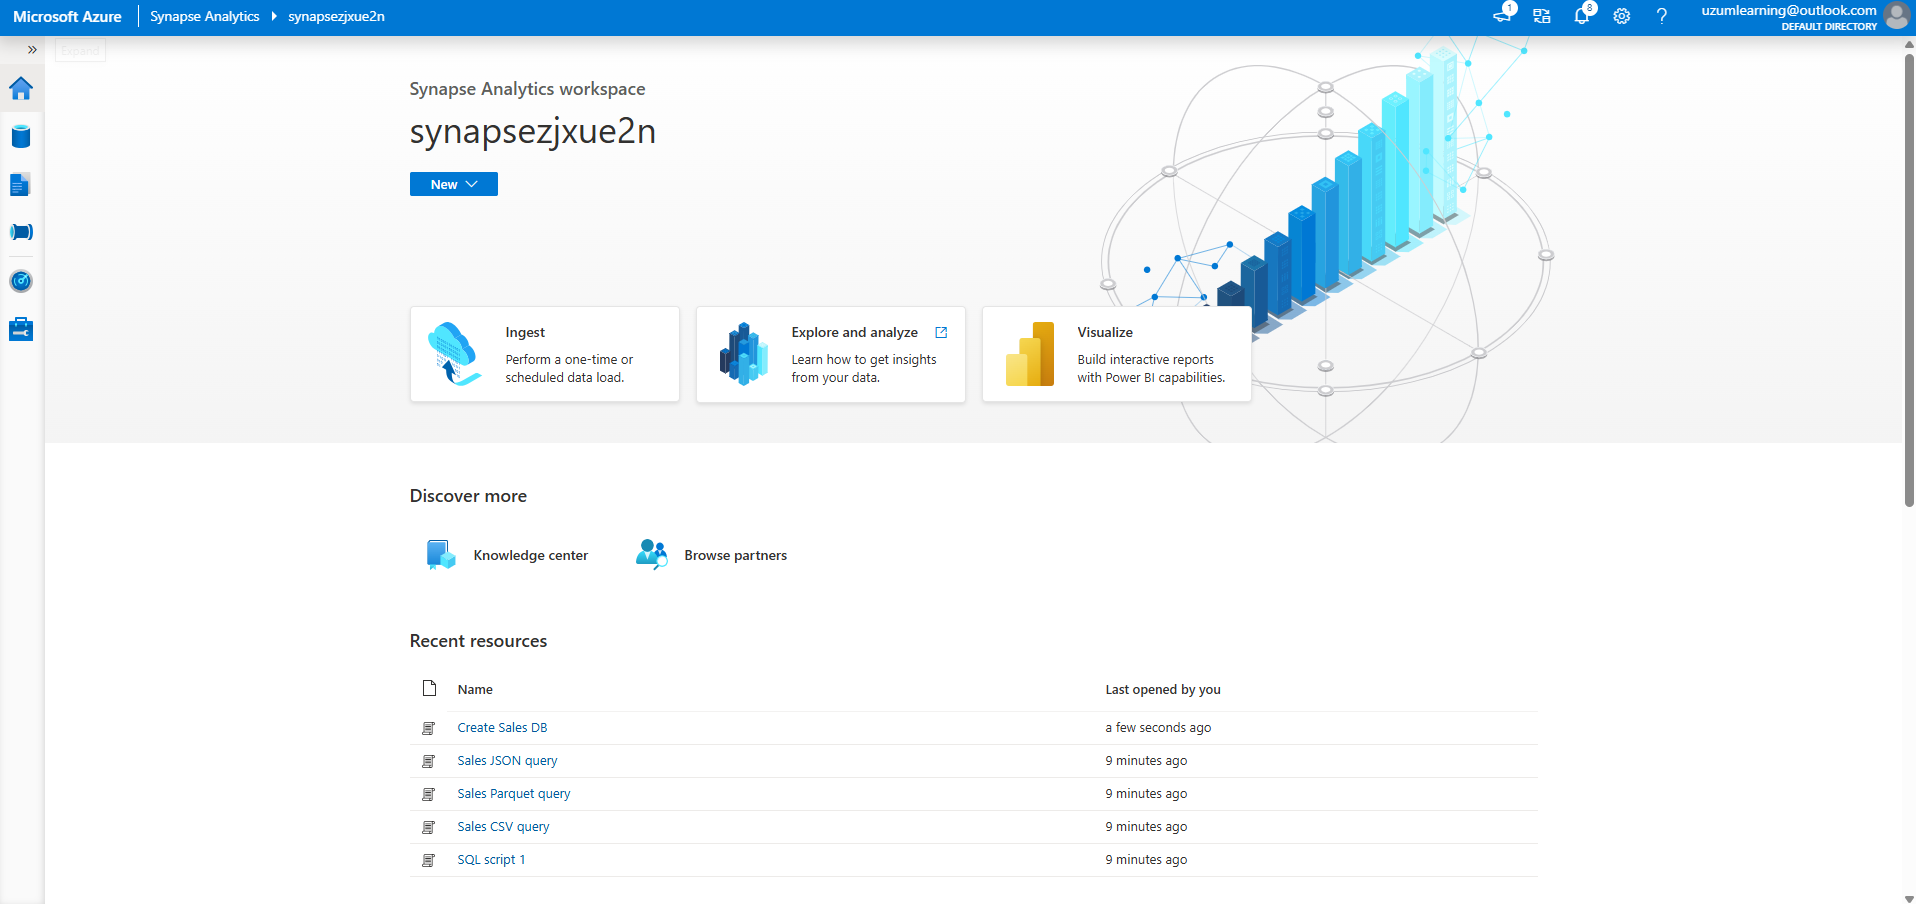 Microsoft Azure Synapse Analytics synapsezjxue2n
1
8
uzumlearning@outlook.com
DEFAULT DIRECTORY
Expand
Synapse Analytics workspace
synapsezjxue2n
New
Ingest
Perform a one-time or
scheduled data load.
Explore and analyze
Learn how to get insights
from your data.
Visualize
Build interactive reports
with Power BI capabilities.
Discover more
Knowledge center
Browse partners
Recent resources
Name Last opened by you
Create Sales DB a few seconds ago
Sales JSON query 9 minutes ago
Sales Parquet query 9 minutes ago
Sales CSV query 9 minutes ago
SQL script 1 9 minutes ago